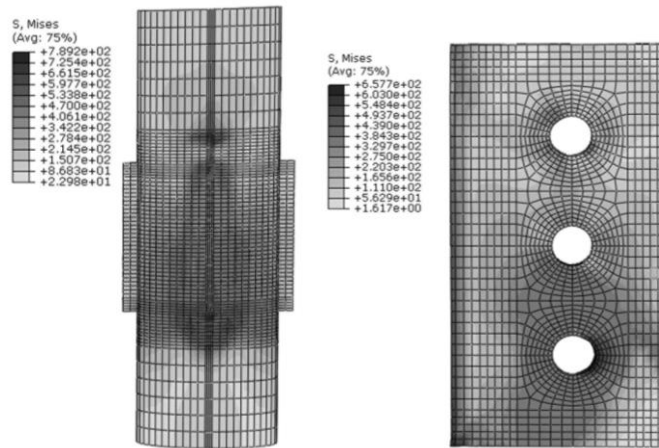 S, Mises
(Avg: 75%)
+7.892e+02
+7.254e+02
+6.615e+02
+5.977e+02
+5.338e+02
+4.700e+02
+4.061e+02
+3.422e+02
+2.784e+02
+2.145e+02
+1.507e+02
+8.683e+01
+2.298e+01
S, Mises
(Avg: 75%)
+6.577e+02
+6.030e+02
+5.484e+02
+4.937e+02
+4.390e+02
+3.843e+02
+3.297e+02
+2.750e+02
+2.203e+02
+1.656e+02
+1.110e+02
+5.629e+01
+1.617e+00